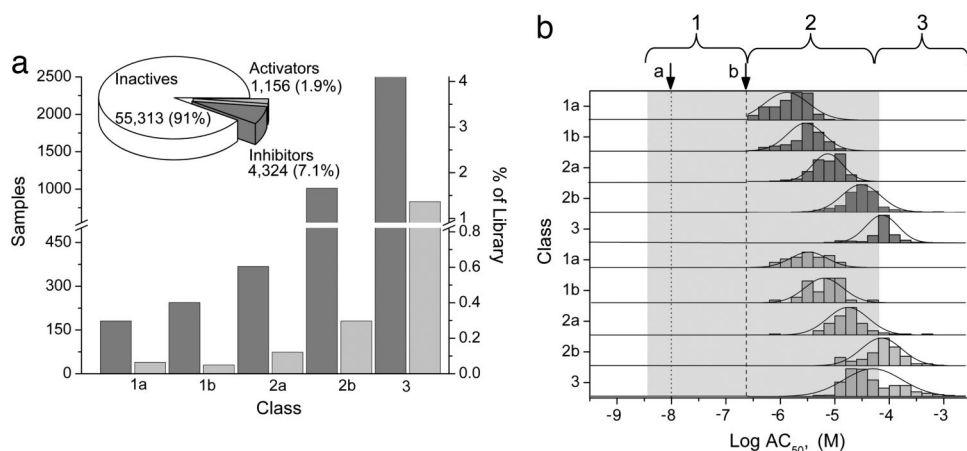 a
Inactives
55,313 (91%)
Activators
1,156 (1.9%)
Inhibitors
4,324 (7.1%)
2500
2000
1500
1000
450
300
150
0
Samples
4
3
2
1
0.8
0.6
0.4
0.2
0.0
% of Library
1a 1b 2a 2b 3
Class
b
1 2 3
a b
1a
1b
2a
2b
3
1a
1b
2a
2b
3
Class
-9 -8 -7 -6 -5 -4 -3 -2
Log AC50, (M)